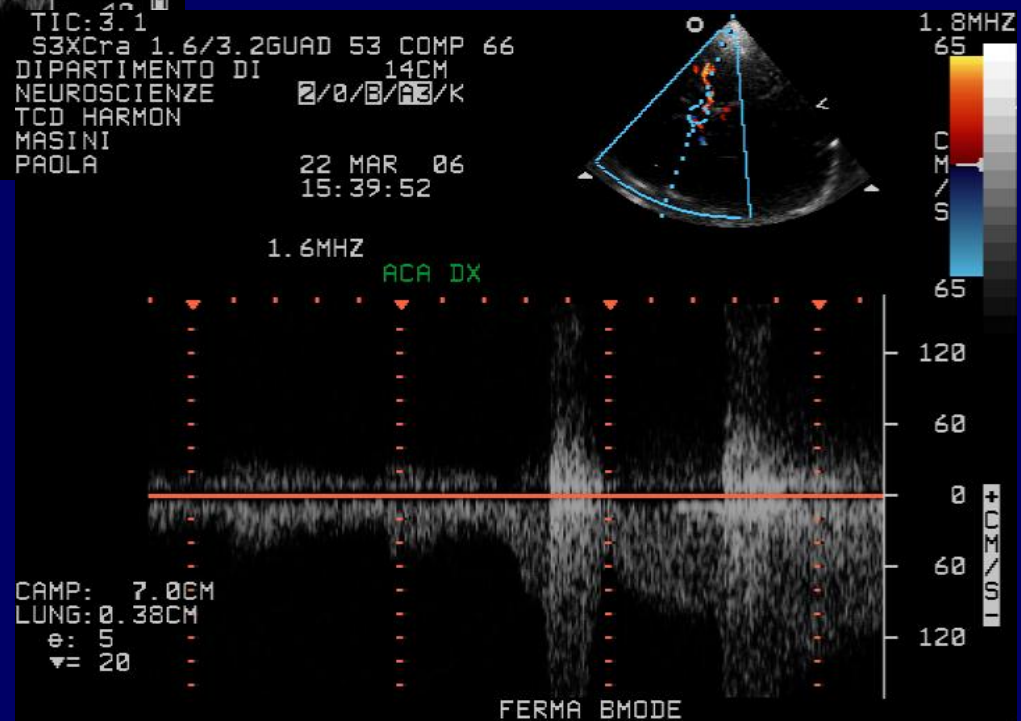 TIC:3.1
S3XCra 1.6/3.2GUAD 53 COMP 66
DIPARTIMENTO DI 14CM
NEUROSCIENZE 2/0/B/A3/K
TCD HARMON
MASINI
PAOLA 22 MAR 06
15:39:52
1.8MHZ
65
CM/S
65
1.6MHZ
ACA DX
120
60
0
60
120
+CM/S-
CAMP: 7.0CM
LUNG:0.38CM
θ: 5
▼= 20
FERMA BMODE